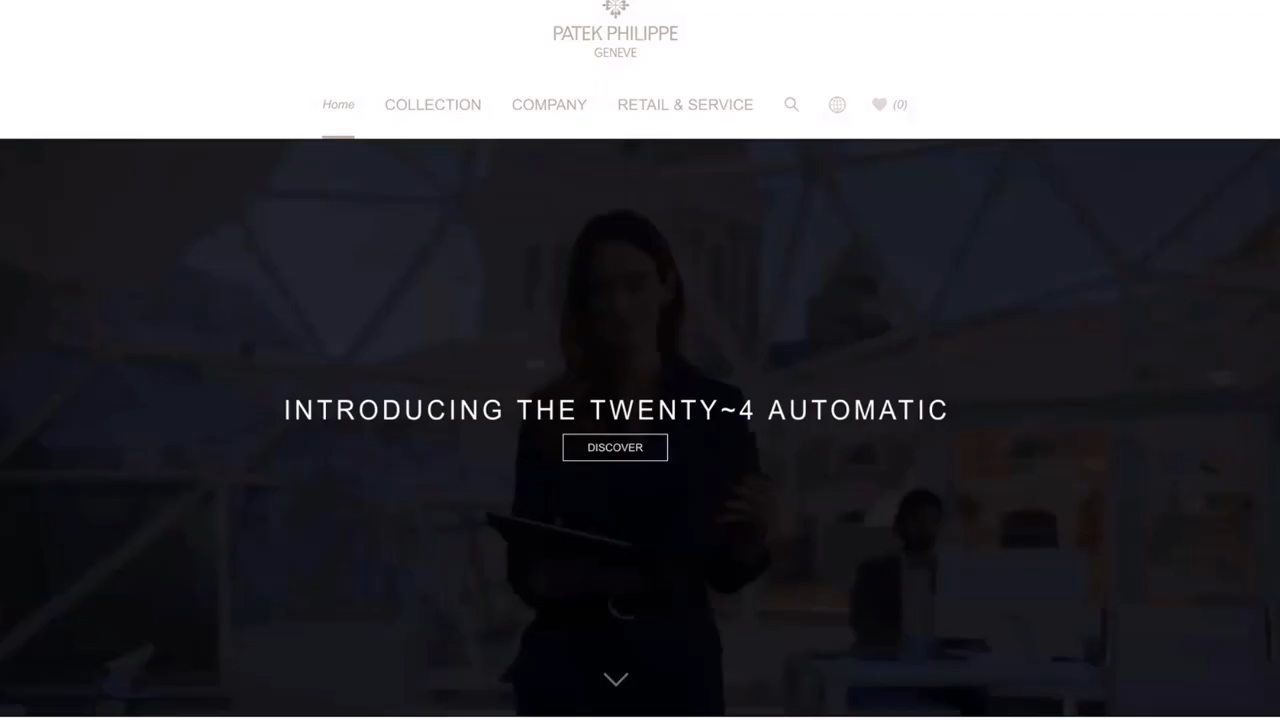 PATEK PHILIPPE
GENEVE
Home COLLECTION COMPANY RETAIL & SERVICE (0)
INTRODUCING THE TWENTY~4 AUTOMATIC
DISCOVER